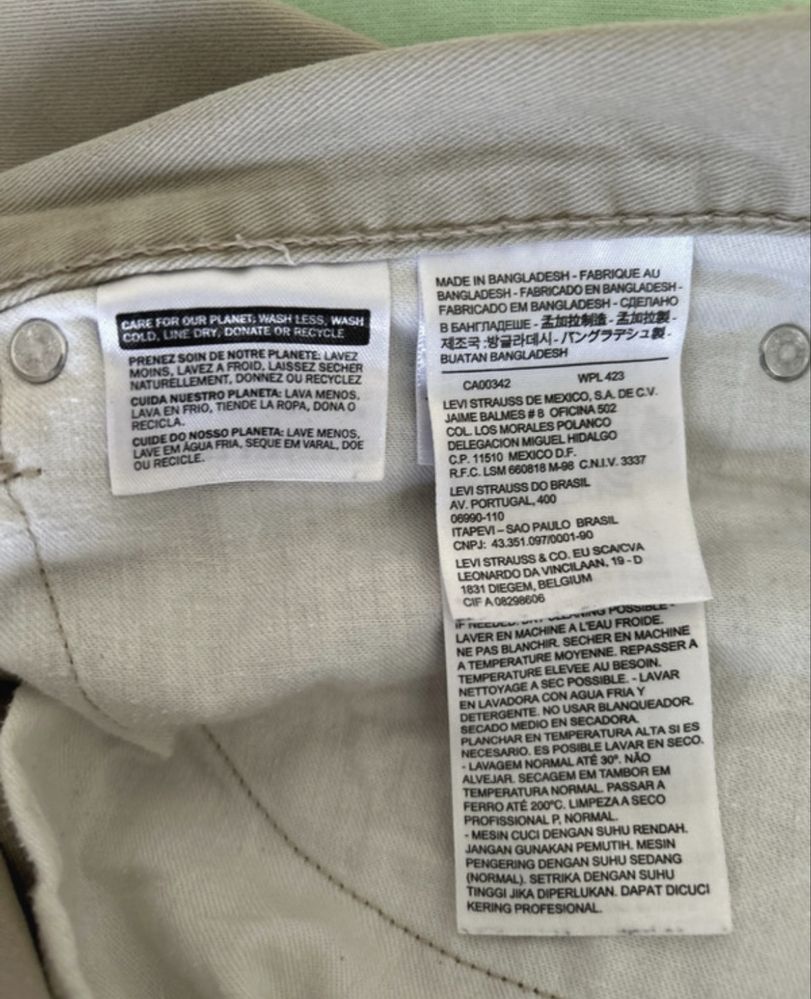 CARE FOR OUR PLANET: WASH LESS, WASH
COLD, LINE DRY, DONATE OR RECYCLE
PRENEZ SOIN DE NOTRE PLANETE: LAVEZ
MOINS, LAVEZ A FROID, LAISSEZ SECHER
NATURELLEMENT, DONNEZ OU RECYCLEZ
CUIDA NUESTRO PLANETA: LAVA MENOS,
LAVA EN FRIO, TIENDE LA ROPA, DONA O
RECICLA.
CUIDE DO NOSSO PLANETA: LAVE MENOS,
LAVE EM ÁGUA FRIA, SEQUE EM VARAL, DOE
OU RECICLE.
MADE IN BANGLADESH - FABRIQUE AU
BANGLADESH - FABRICADO EN BANGLADESH -
FABRICADO EM BANGLADESH - СДЕЛАНО
В БАНГЛАДЕШЕ - 孟加拉制造 - 孟加拉製 -
제조국 :방글라데시 - バングラデシュ製 -
BUATAN BANGLADESH
CA00342 WPL 423
LEVI STRAUSS DE MEXICO, S.A. DE C.V.
JAIME BALMES # 8 OFICINA 502
COL. LOS MORALES POLANCO
DELEGACION MIGUEL HIDALGO
C.P. 11510 MEXICO D.F.
R.F.C. LSM 660818 M-98 C.N.I.V. 3337
LEVI STRAUSS DO BRASIL
AV. PORTUGAL, 400
06990-110
ITAPEVI – SAO PAULO BRASIL
CNPJ: 43.351.097/0001-90
LEVI STRAUSS & CO. EU SCA/CVA
LEONARDO DA VINCILAAN, 19 - D
1831 DIEGEM, BELGIUM
CIF A 08298606
IF NEEDED. DRY CLEANING POSSIBLE -
LAVER EN MACHINE A L'EAU FROIDE.
NE PAS BLANCHIR. SECHER EN MACHINE
A TEMPERATURE MOYENNE. REPASSER A
TEMPERATURE ELEVEE AU BESOIN.
NETTOYAGE A SEC POSSIBLE. - LAVAR
EN LAVADORA CON AGUA FRIA Y
DETERGENTE. NO USAR BLANQUEADOR.
SECADO MEDIO EN SECADORA.
PLANCHAR EN TEMPERATURA ALTA SI ES
NECESARIO. ES POSIBLE LAVAR EN SECO.
- LAVAGEM NORMAL ATÉ 30º. NÃO
ALVEJAR. SECAGEM EM TAMBOR EM
TEMPERATURA NORMAL. PASSAR A
FERRO ATÉ 200ºC. LIMPEZA A SECO
PROFISSIONAL P, NORMAL.
- MESIN CUCI DENGAN SUHU RENDAH.
JANGAN GUNAKAN PEMUTIH. MESIN
PENGERING DENGAN SUHU SEDANG
(NORMAL). SETRIKA DENGAN SUHU
TINGGI JIKA DIPERLUKAN. DAPAT DICUCI
KERING PROFESIONAL.